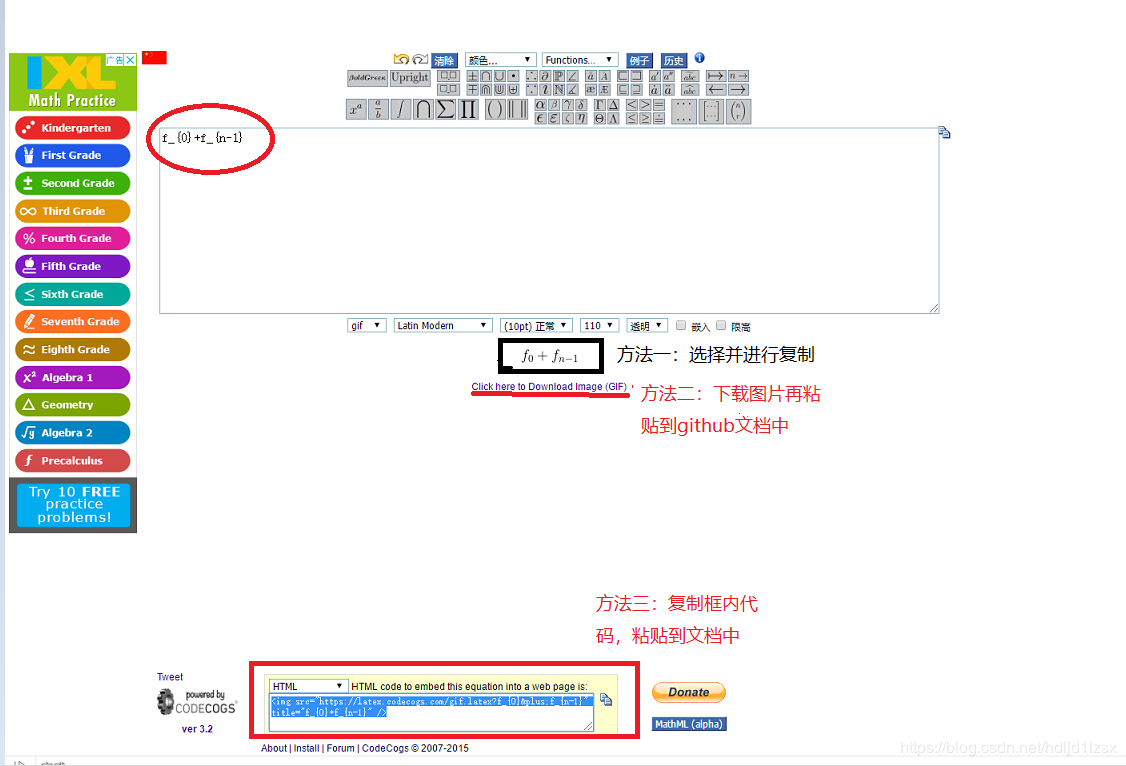 广告
IXL
Math Practice
Kindergarten
First Grade
Second Grade
Third Grade
Fourth Grade
Fifth Grade
Sixth Grade
Seventh Grade
Eighth Grade
Algebra 1
Geometry
Algebra 2
Precalculus
Try 10 FREE
practice
problems!
清除 颜色... Functions... 例子 历史
Upright
f_{0}+f_{n-1}
gif Latin Modern (10pt) 正常 110 透明 嵌入 限高
f₀ + fₙ₋₁ 方法一：选择并进行复制
Click here to Download Image (GIF) 方法二：下载图片再粘
贴到github文档中
方法三：复制框内代
码，粘贴到文档中
Tweet
powered by
CODECOGS
ver 3.2
HTML HTML code to embed this equation into a web page is:
<img src="https://latex.codecogs.com/gif.latex?f_{0}&plus;f_{n-1}"
title="f_{0}+f_{n-1}" />
Donate
MathML (alpha)
About | Install | Forum | CodeCogs © 2007-2015